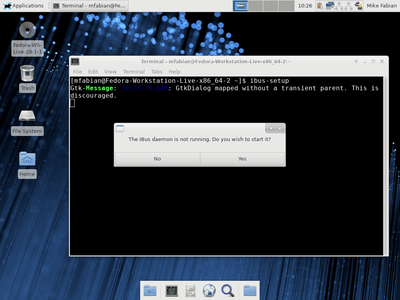 Applications
Terminal - mfabian@Fe...
10:26
Mike Fabian
Fedora-WS-
Live-26-1-1
Trash
File System
Home
Terminal - mfabian@Fedora-Workstation-Live-x86_64-2:~
File Edit View Terminal Tabs Help
[mfabian@Fedora-Workstation-Live-x86_64-2 ~]$ ibus-setup
Gtk-Message: GtkDialog mapped without a transient parent. This is
discouraged.
The IBus daemon is not running. Do you wish to start it?
No
Yes